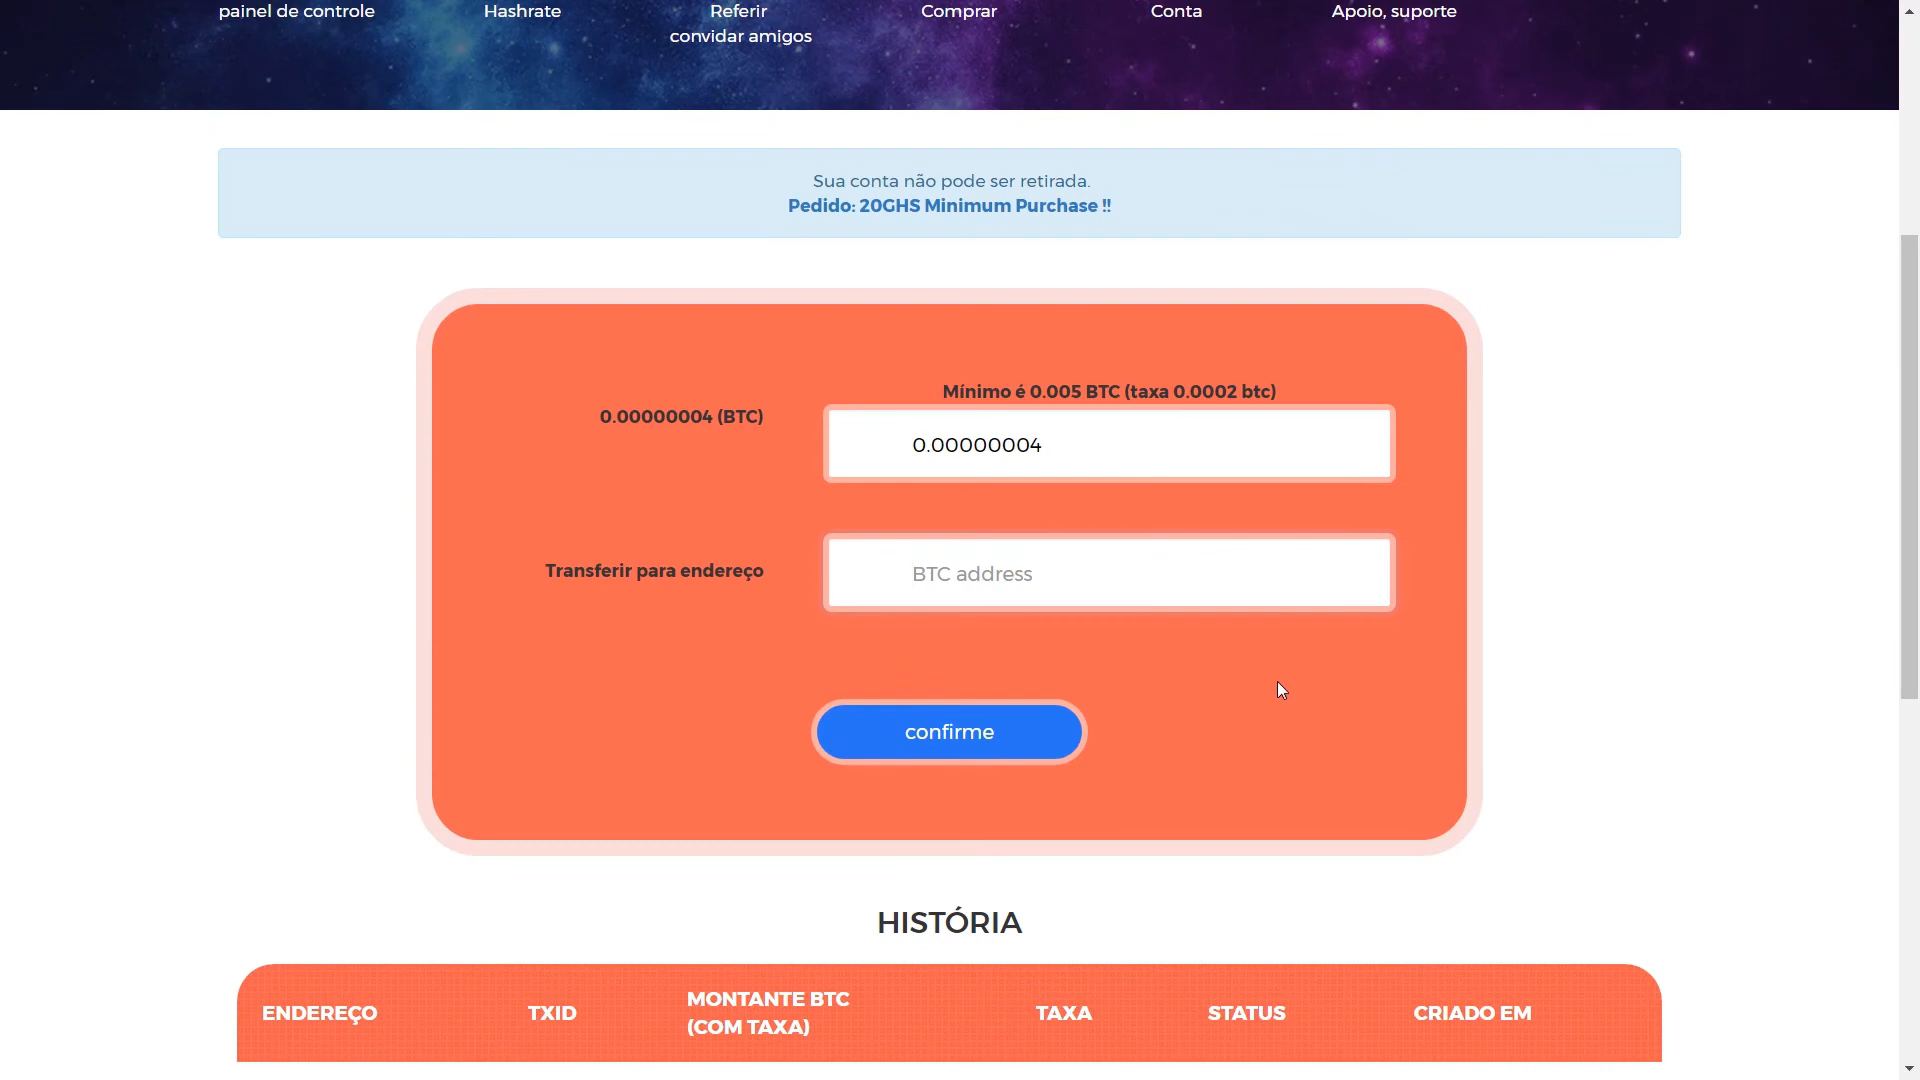 painel de controle
Hashrate
Referir
convidar amigos
Comprar
Conta
Apoio, suporte
Sua conta não pode ser retirada.
Pedido: 20GHS Minimum Purchase !!
Mínimo é 0.005 BTC (taxa 0.0002 btc)
0.00000004 (BTC)
0.00000004
Transferir para endereço
BTC address
confirme
HISTÓRIA
ENDEREÇO
TXID
MONTANTE BTC
(COM TAXA)
TAXA
STATUS
CRIADO EM